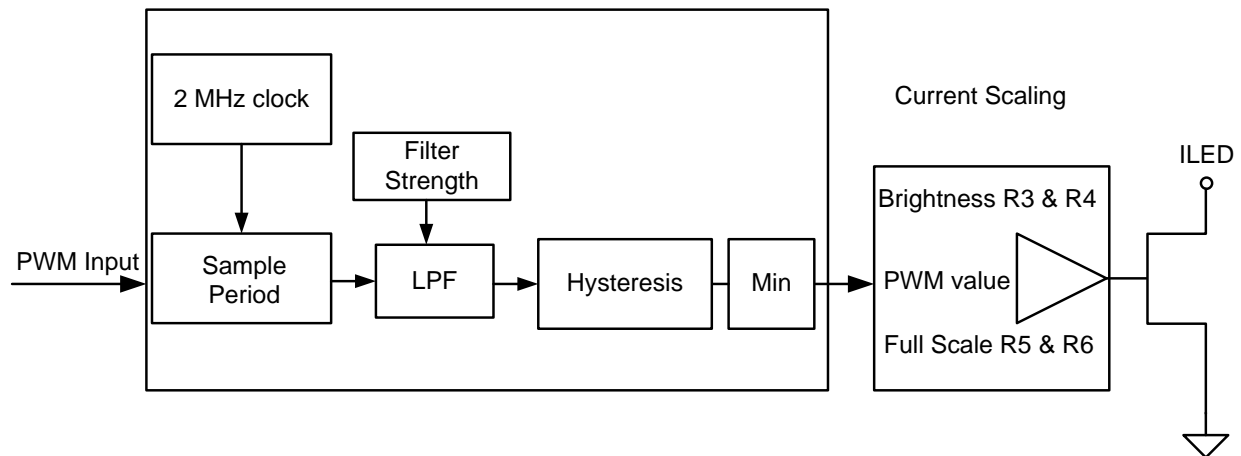 2 MHz clock
Filter
Strength
PWM Input
Sample
Period
LPF
Hysteresis
Min
Current Scaling
Brightness R3 & R4
PWM value
Full Scale R5 & R6
ILED